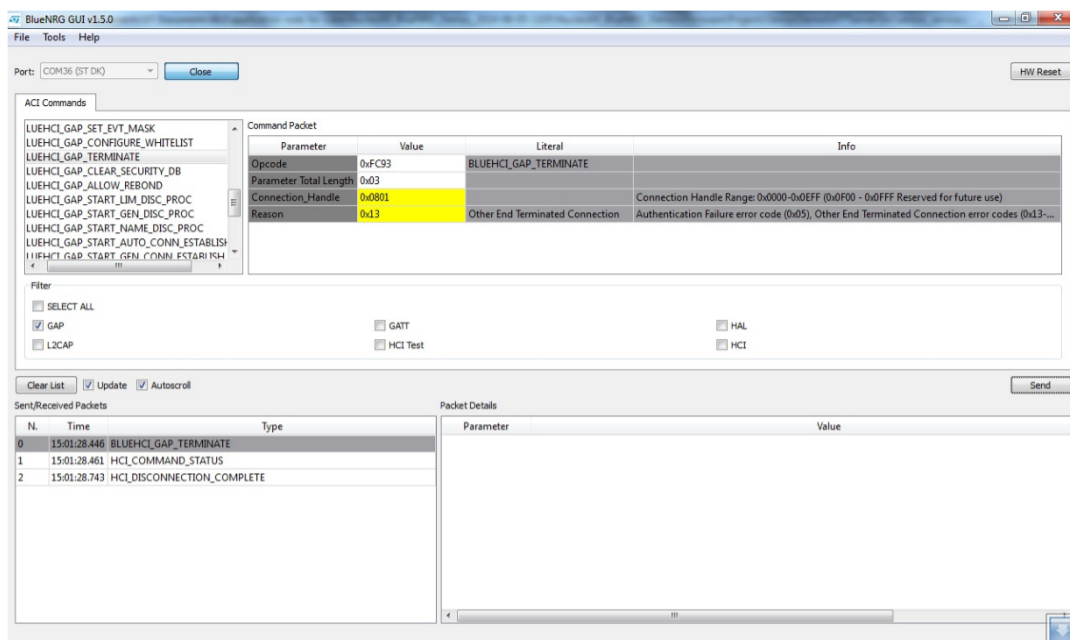 BlueNRG GUI v1.5.0
File Tools Help
Port: COM36 (ST DK) Close HW Reset
ACI Commands
LUEHCI_GAP_SET_EVT_MASK
LUEHCI_GAP_CONFIGURE_WHITELIST
LUEHCI_GAP_TERMINATE
LUEHCI_GAP_CLEAR_SECURITY_DB
LUEHCI_GAP_ALLOW_REBOND
LUEHCI_GAP_START_LIM_DISC_PROC
LUEHCI_GAP_START_GEN_DISC_PROC
LUEHCI_GAP_START_NAME_DISC_PROC
LUEHCI_GAP_START_AUTO_CONN_ESTABLISH
LUEHCI_GAP_START_GEN_CONN_ESTABLISH
Command Packet
Parameter Value Literal Info
Opcode 0xFC93 BLUEHCI_GAP_TERMINATE
Parameter Total Length 0x03
Connection_Handle 0x0801 Connection Handle Range: 0x0000-0x0EFF (0x0F00 - 0x0FFF Reserved for future use)
Reason 0x13 Other End Terminated Connection Authentication Failure error code (0x05), Other End Terminated Connection error codes (0x13-...
Filter
SELECT ALL
GAP GATT HAL
L2CAP HCI Test HCI
Clear List Update Autoscroll Send
Sent/Received Packets
N. Time Type
0 15:01:28.446 BLUEHCI_GAP_TERMINATE
1 15:01:28.461 HCI_COMMAND_STATUS
2 15:01:28.743 HCI_DISCONNECTION_COMPLETE
Packet Details
Parameter Value